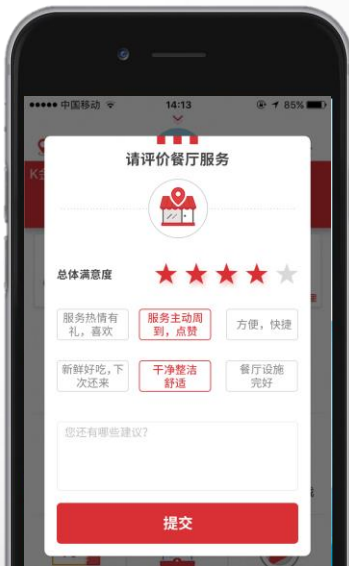 中国移动 14:13 85%
K金
请评价餐厅服务
总体满意度
服务热情有
礼，喜欢
服务主动周
到，点赞
方便，快捷
新鲜好吃，下
次还来
干净整洁
舒适
餐厅设施
完好
您还有哪些建议?
提交